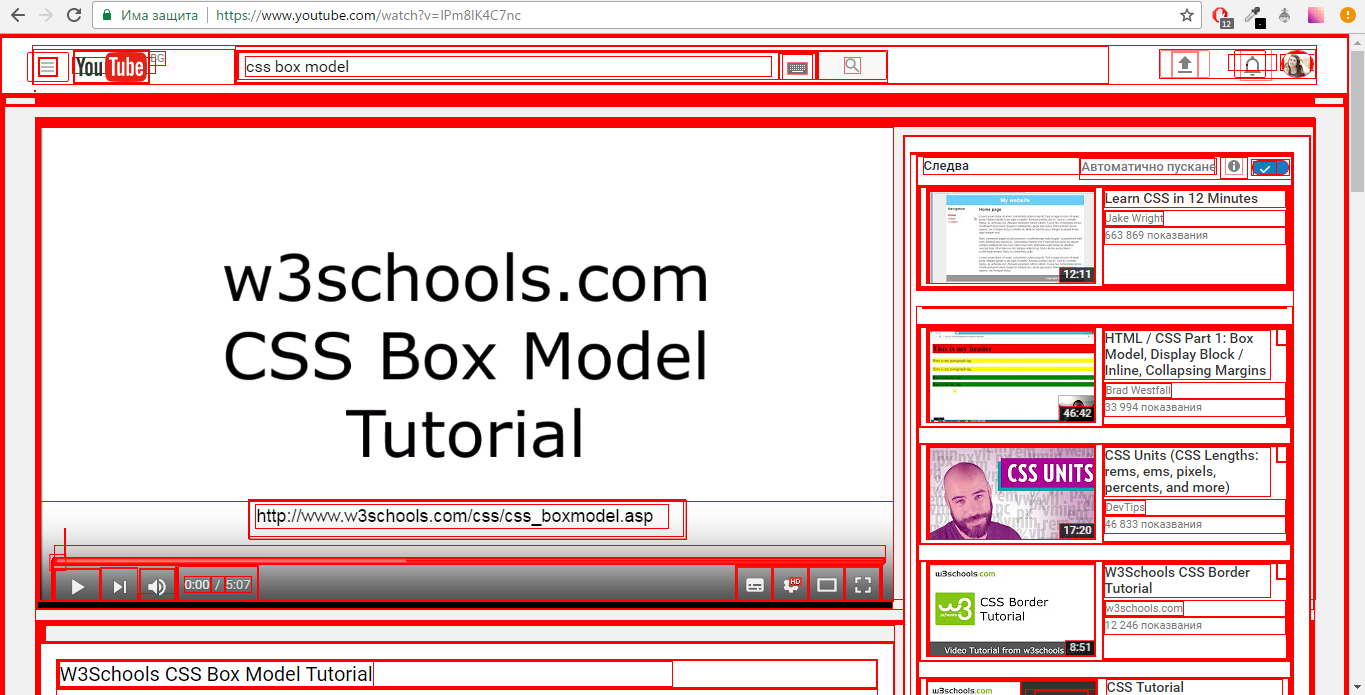 Има защита
https://www.youtube.com/watch?v=IPm8lK4C7nc
12
YouTube BG
css box model
w3schools.com
CSS Box Model
Tutorial
http://www.w3schools.com/css/css_boxmodel.asp
0:00 / 5:07
HD
W3Schools CSS Box Model Tutorial
Следва
Автоматично пускане
My website
Navigation
Home page
12:11
Learn CSS in 12 Minutes
Jake Wright
663 869 показвания
This is my header
46:42
HTML / CSS Part 1: Box
Model, Display Block /
Inline, Collapsing Margins
Brad Westfall
33 994 показвания
CSS UNITS
17:20
CSS Units (CSS Lengths:
rems, ems, pixels,
percents, and more)
DevTips
46 833 показвания
w3schools.com
w3
schools
CSS Border
Tutorial
Video Tutorial from w3schools
8:51
W3Schools CSS Border
Tutorial
w3schools.com
12 246 показвания
w3schools.com
CSS Tutorial